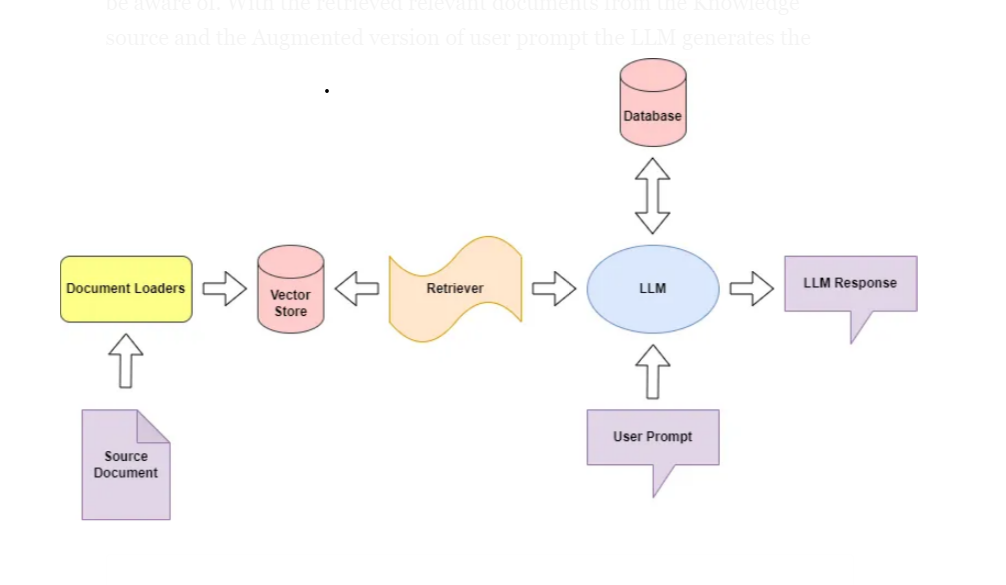 be aware of. With the retrieved relevant documents from the Knowledge
source and the Augmented version of user prompt the LLM generates the
Database
Document Loaders
Vector
Store
Retriever
LLM
LLM Response
User Prompt
Source
Document